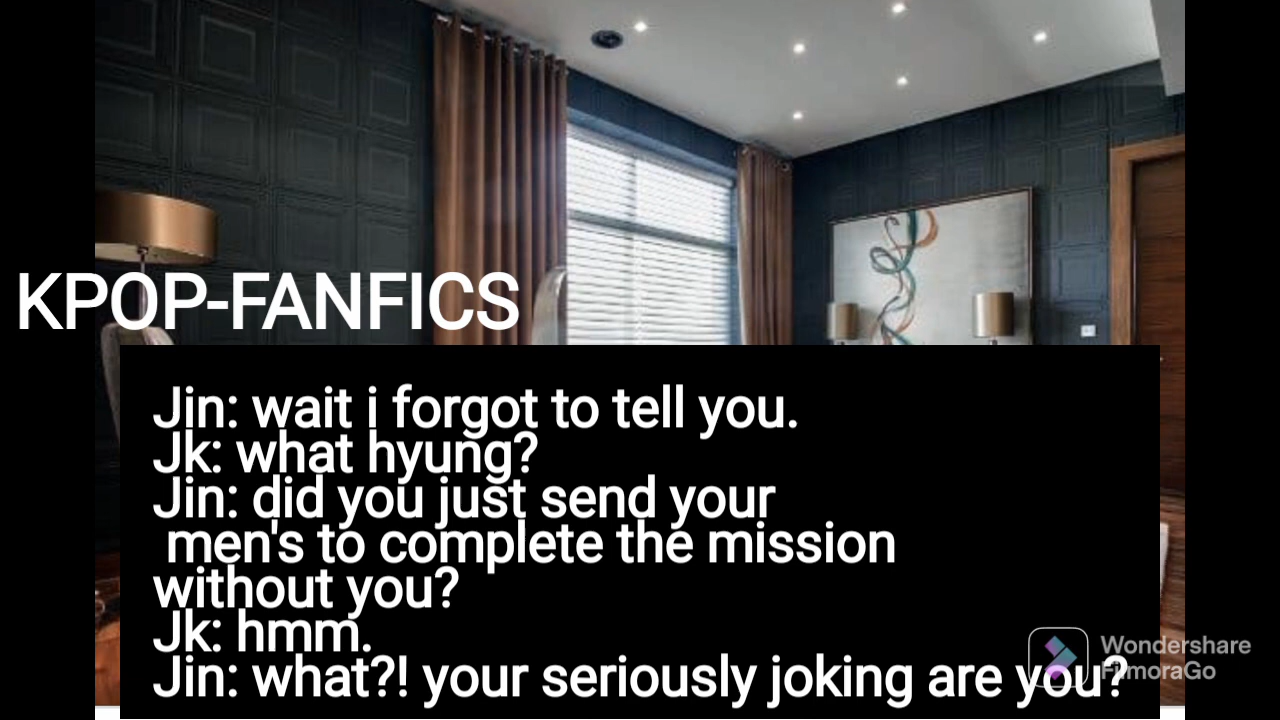 KPOP-FANFICS
Jin: wait i forgot to tell you.
Jk: what hyung?
Jin: did you just send your
men's to complete the mission
without you?
Jk: hmm.
Jin: what?! your seriously joking are you?
Wondershare
FilmoraGo